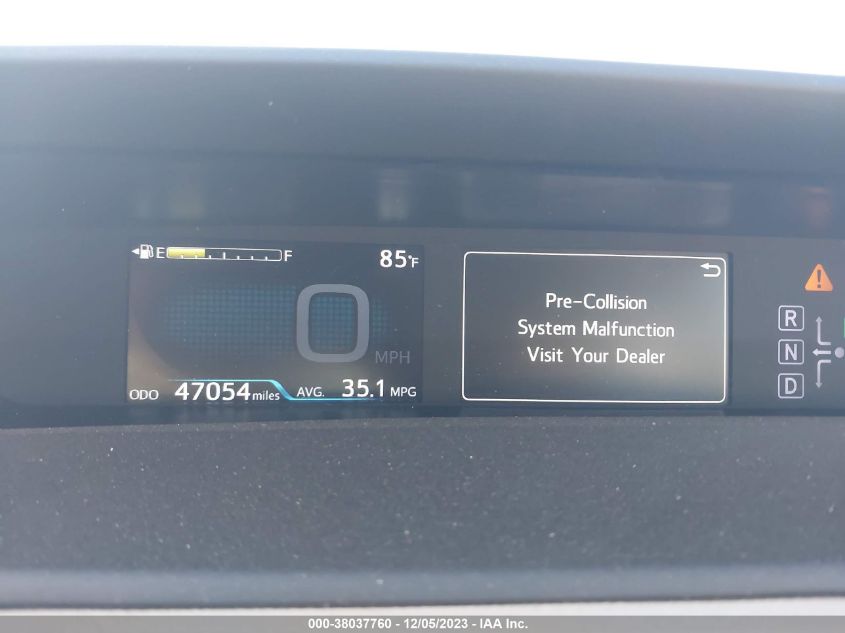 E F 85°F
0
MPH
ODO 47054 miles AVG. 35.1 MPG
Pre-Collision
System Malfunction
Visit Your Dealer
R
N
D
000-38037760 - 12/05/2023 - IAA Inc.